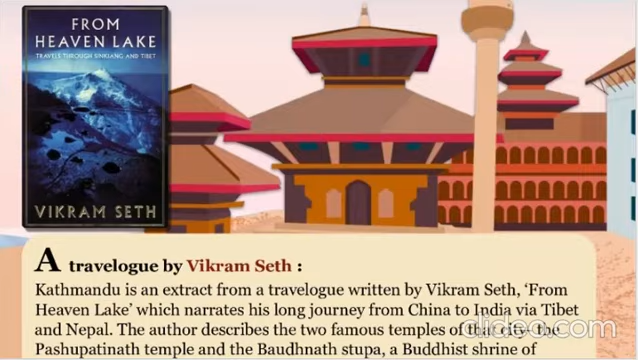 FROM
HEAVEN LAKE
TRAVELS THROUGH SINKIANG AND TIBET
VIKRAM SETH
A travelogue by Vikram Seth :
Kathmandu is an extract from a travelogue written by Vikram Seth, ‘From
Heaven Lake’ which narrates his long journey from China to India via Tibet
and Nepal. The author describes the two famous temples of the city- the
Pashupatinath temple and the Baudhnath stupa, a Buddhist shrine of
clideo.com